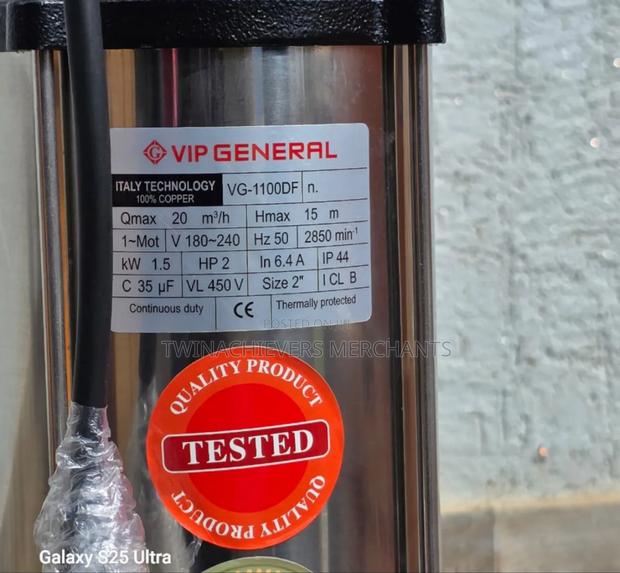 VIP GENERAL
ITALY TECHNOLOGY
100% COPPER
VG-1100DF n.
Qmax 20 m³/h Hmax 15 m
1~Mot V 180~240 Hz 50 2850 min⁻¹
kW 1.5 HP 2 In 6.4 A IP 44
C 35 µF VL 450 V Size 2" I CL B
Continuous duty CE Thermally protected
POSTED ON
TWINACHIEVERS MERCHANTS
QUALITY PRODUCT
TESTED
QUALITY PRODUCT
Galaxy S25 Ultra